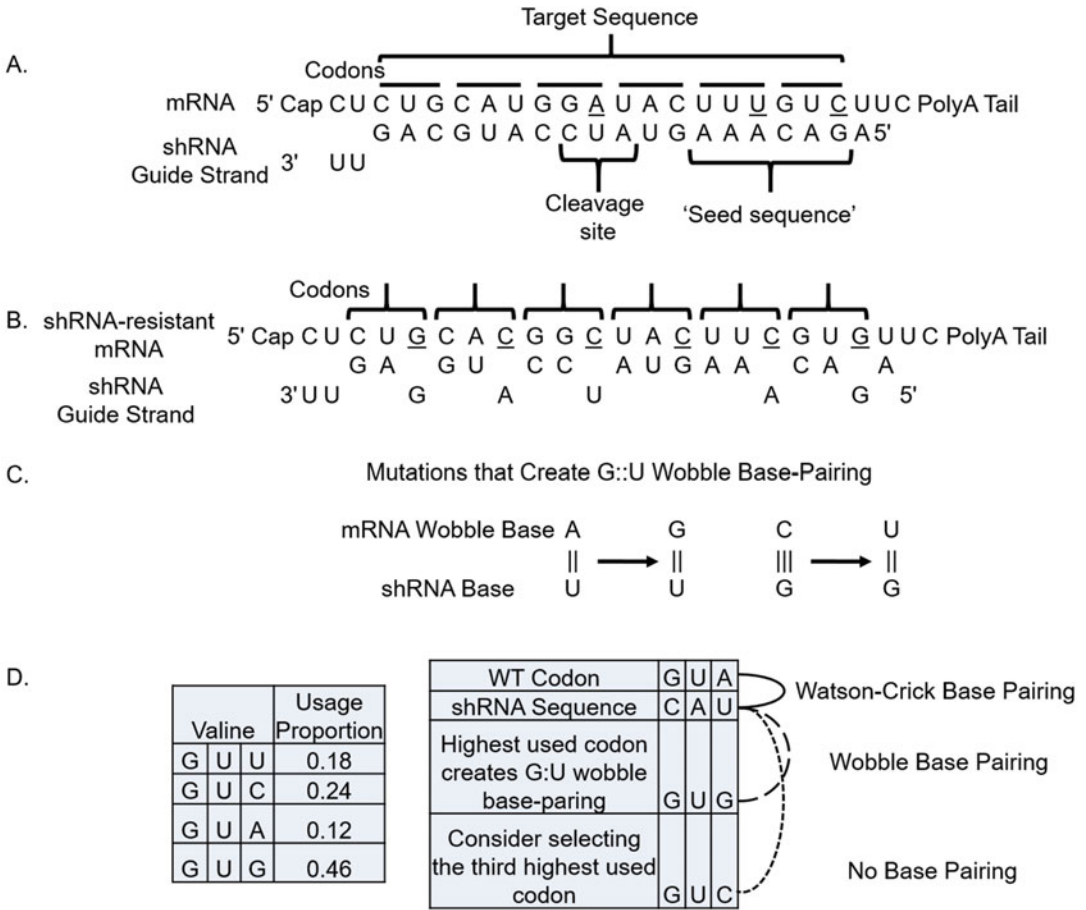 Target Sequence
A.
Codons
mRNA 5' Cap C U C U G C A U G G A U A C U U U G U C U U C PolyA Tail
G A C G U A C C U A U G A A A C A G A 5'
shRNA
Guide Strand 3' U U
Cleavage
site
'Seed sequence'
Codons
B. shRNA-resistant
mRNA
5' Cap C U C U G C A C G G C U A C U U C G U G U U C PolyA Tail
G A G U C C A U G A A C A A
shRNA
Guide Strand
3' U U G A U A G 5'
C.
Mutations that Create G::U Wobble Base-Pairing
mRNA Wobble Base A G C U
shRNA Base U U G G
D.
Valine
Usage
Proportion
G U U 0.18
G U C 0.24
G U A 0.12
G U G 0.46
WT Codon G U A
shRNA Sequence C A U
Highest used codon
creates G:U wobble
base-paring G U G
Consider selecting
the third highest used
codon G U C
Watson-Crick Base Pairing
Wobble Base Pairing
No Base Pairing